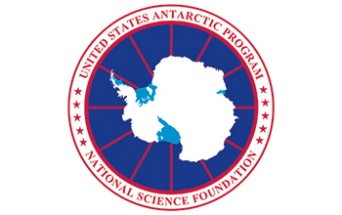 UNITED STATES ANTARCTIC PROGRAM
NATIONAL SCIENCE FOUNDATION